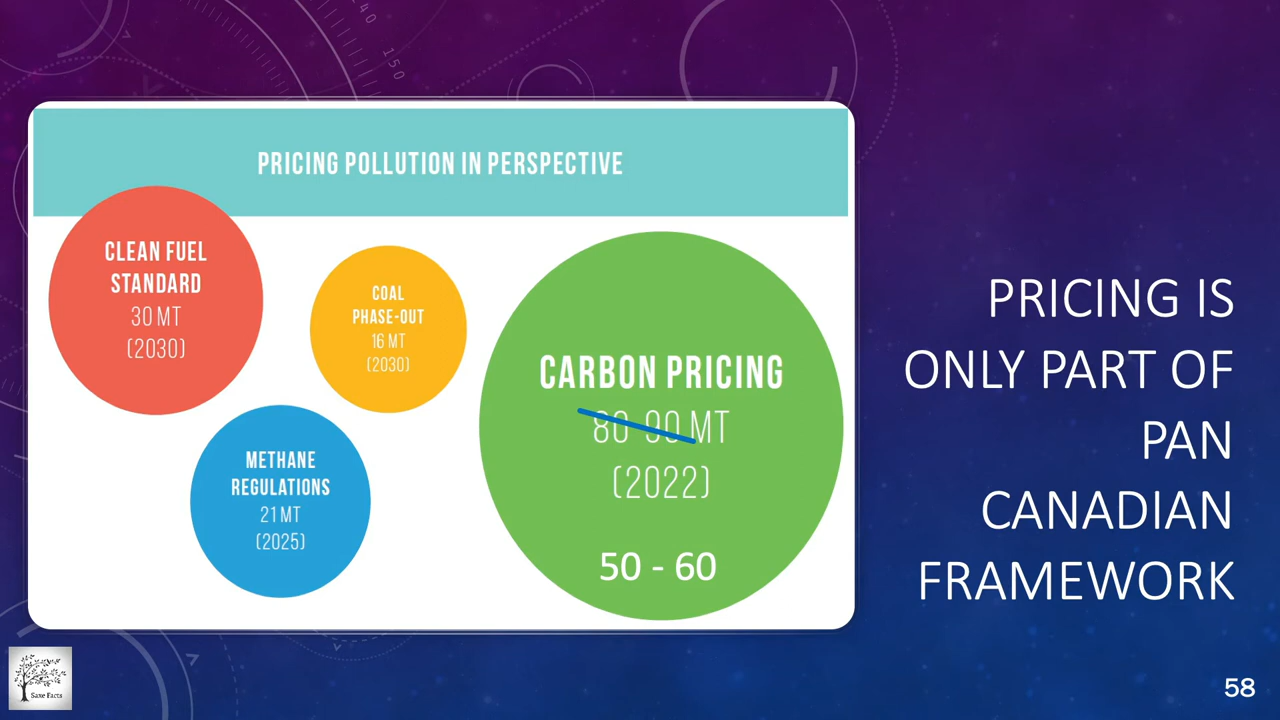 PRICING POLLUTION IN PERSPECTIVE
CLEAN FUEL
STANDARD
30 MT
(2030)
COAL
PHASE-OUT
16 MT
(2030)
METHANE
REGULATIONS
21 MT
(2025)
CARBON PRICING
80-90 MT
(2022)
50 - 60
PRICING IS
ONLY PART OF
PAN
CANADIAN
FRAMEWORK
Saxe Facts
58